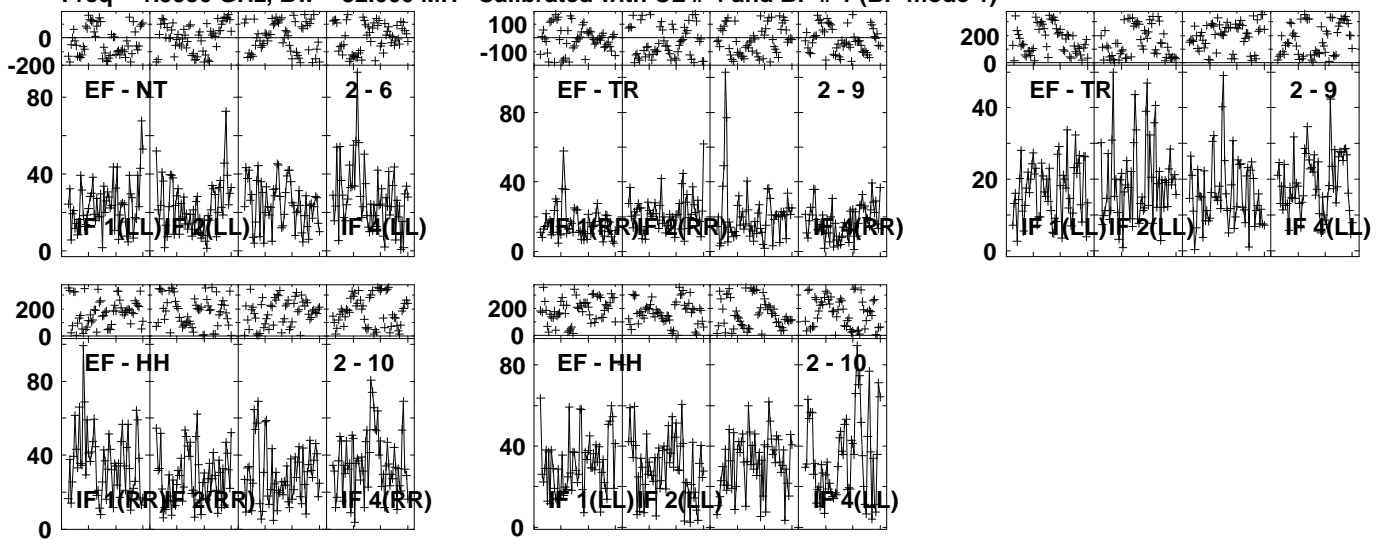 100
200
0
-200
-100
0
EF - NT 2 - 6
80
40
0
IF 1(LL) IF 2(LL) IF 4(LL)
EF - TR 2 - 9
80
40
0
IF 1(RR) IF 2(RR) IF 4(RR)
EF - TR 2 - 9
40
20
0
IF 1(LL) IF 2(LL) IF 4(LL)
200
0
200
0
EF - HH 2 - 10
80
40
0
IF 1(RR) IF 2(RR) IF 4(RR)
EF - HH 2 - 10
80
40
0
IF 1(LL) IF 2(LL) IF 4(LL)